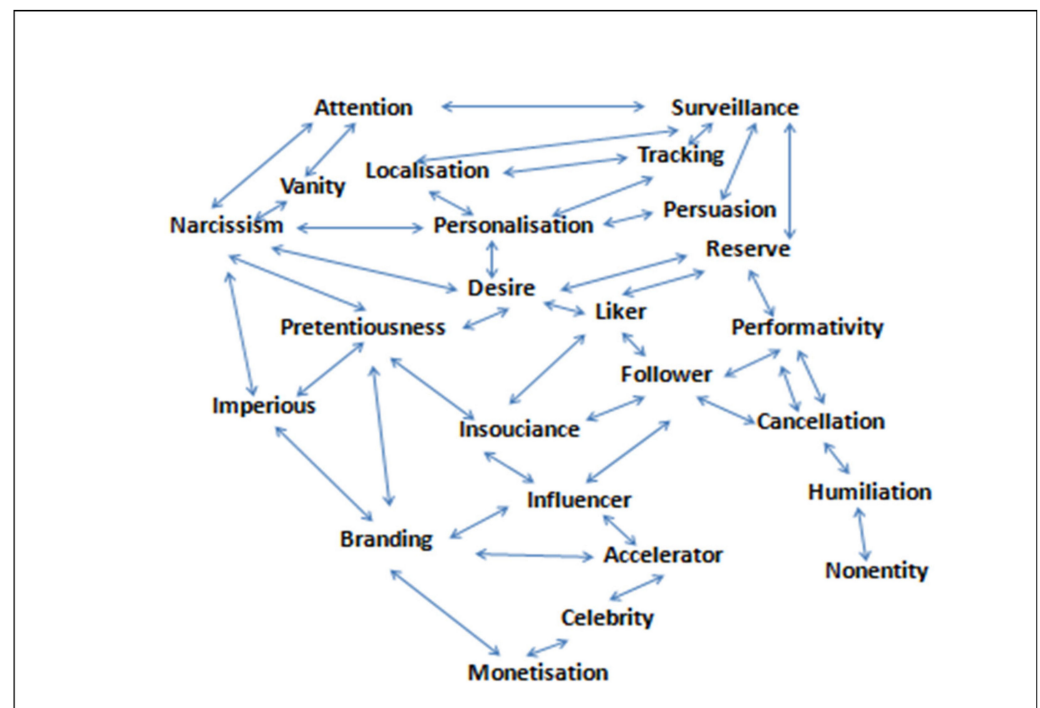 Attention
Surveillance
Tracking
Localisation
Vanity
Persuasion
Narcissism
Personalisation
Reserve
Desire
Liker
Pretentiousness
Performativity
Follower
Imperious
Cancellation
Insouciance
Humiliation
Influencer
Branding
Accelerator
Nonentity
Celebrity
Monetisation